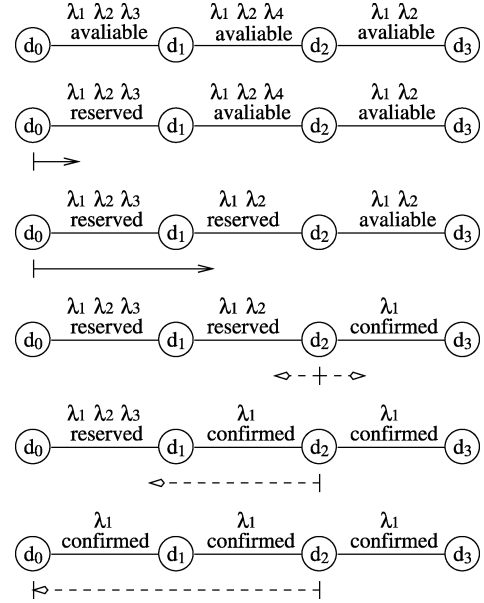 λ1 λ2 λ3 λ1 λ2 λ4 λ1 λ2
avaliable avaliable avaliable
d0 d1 d2 d3
λ1 λ2 λ3 λ1 λ2 λ4 λ1 λ2
reserved avaliable avaliable
d0 d1 d2 d3
λ1 λ2 λ3 λ1 λ2 λ1 λ2
reserved reserved avaliable
d0 d1 d2 d3
λ1 λ2 λ3 λ1 λ2 λ1
reserved reserved confirmed
d0 d1 d2 d3
λ1 λ2 λ3 λ1 λ1
reserved confirmed confirmed
d0 d1 d2 d3
λ1 λ1 λ1
confirmed confirmed confirmed
d0 d1 d2 d3